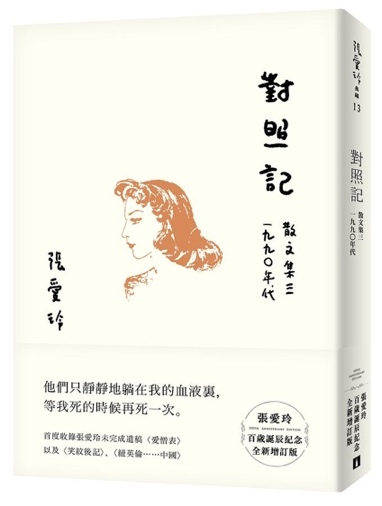 對照記
散文集三
一九九〇年代
張愛玲
他們只靜靜地躺在我的血液裏，
等我死的時候再死一次。
首度收錄張愛玲未完成遺稿〈愛憎表〉
以及〈笑紋後記〉、〈紐英倫……中國〉
張愛玲
百歲誕辰紀念
全新增訂版
張愛玲
典藏
13
對照記
散文集三
一九九〇年代
張愛玲
百歲誕辰紀念
全新增訂版